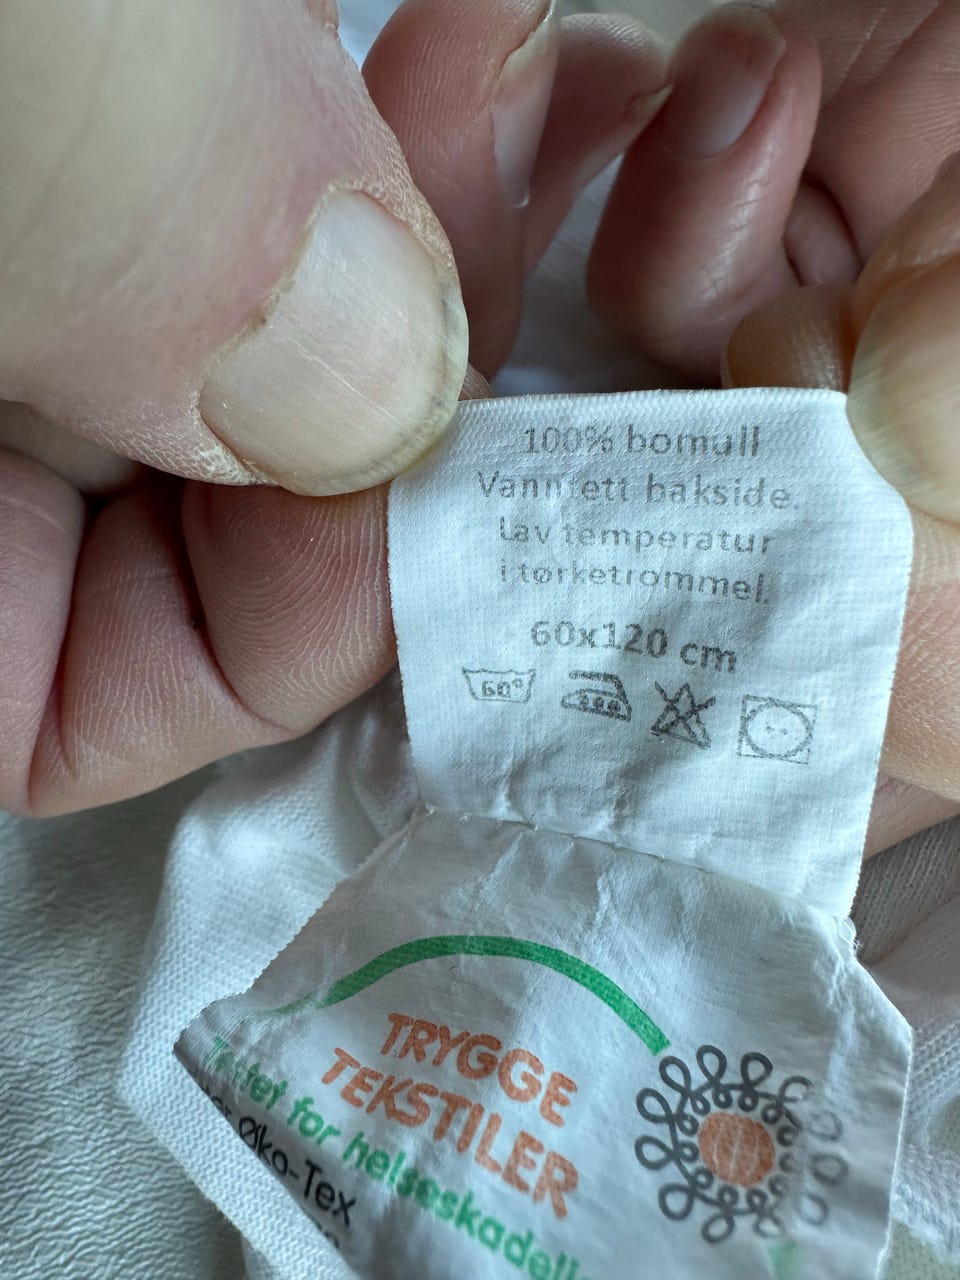 100% bomull
Vanntett bakside.
Lav temperatur
i tørketrommel.
60x120 cm
60°
TRYGGE
TEKSTILER
Testet for helseskadelig
Øko-Tex